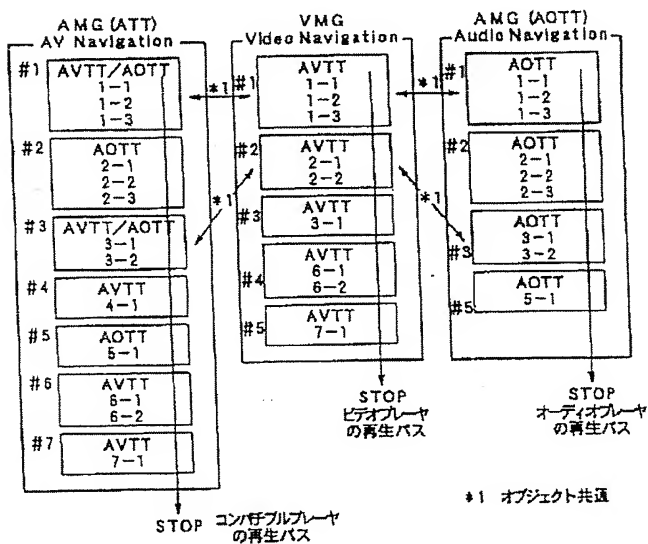 AMG (ATT)
AV Navigation
#1
AVTT/AOTT
1-1
1-2
1-3
#2
AOTT
2-1
2-2
2-3
#3
AVTT/AOTT
3-1
3-2
#4
AVTT
4-1
#5
AOTT
5-1
#6
AVTT
6-1
6-2
#7
AVTT
7-1
STOP コンパチブルプレーヤ
の再生パス
*1
*1
VMG
Video Navigation
#1
AVTT
1-1
1-2
1-3
#2
AVTT
2-1
2-2
#3
AVTT
3-1
#4
AVTT
6-1
6-2
#5
AVTT
7-1
STOP
ビデオプレーヤ
の再生パス
*1
*1
AMG (AOTT)
Audio Navigation
#1
AOTT
1-1
1-2
1-3
#2
AOTT
2-1
2-2
2-3
#3
AOTT
3-1
3-2
#5
AOTT
5-1
STOP
オーディオプレーヤ
の再生パス
*1 オブジェクト共通